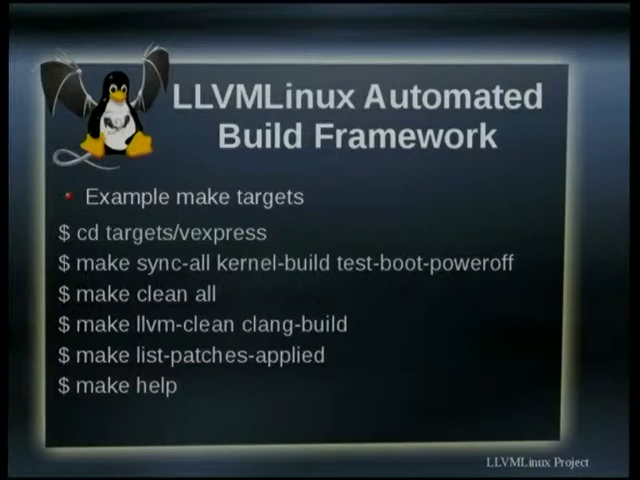 LLVMLinux Automated
Build Framework
Example make targets
$ cd targets/vexpress
$ make sync-all kernel-build test-boot-poweroff
$ make clean all
$ make llvm-clean clang-build
$ make list-patches-applied
$ make help
LLVMLinux Project